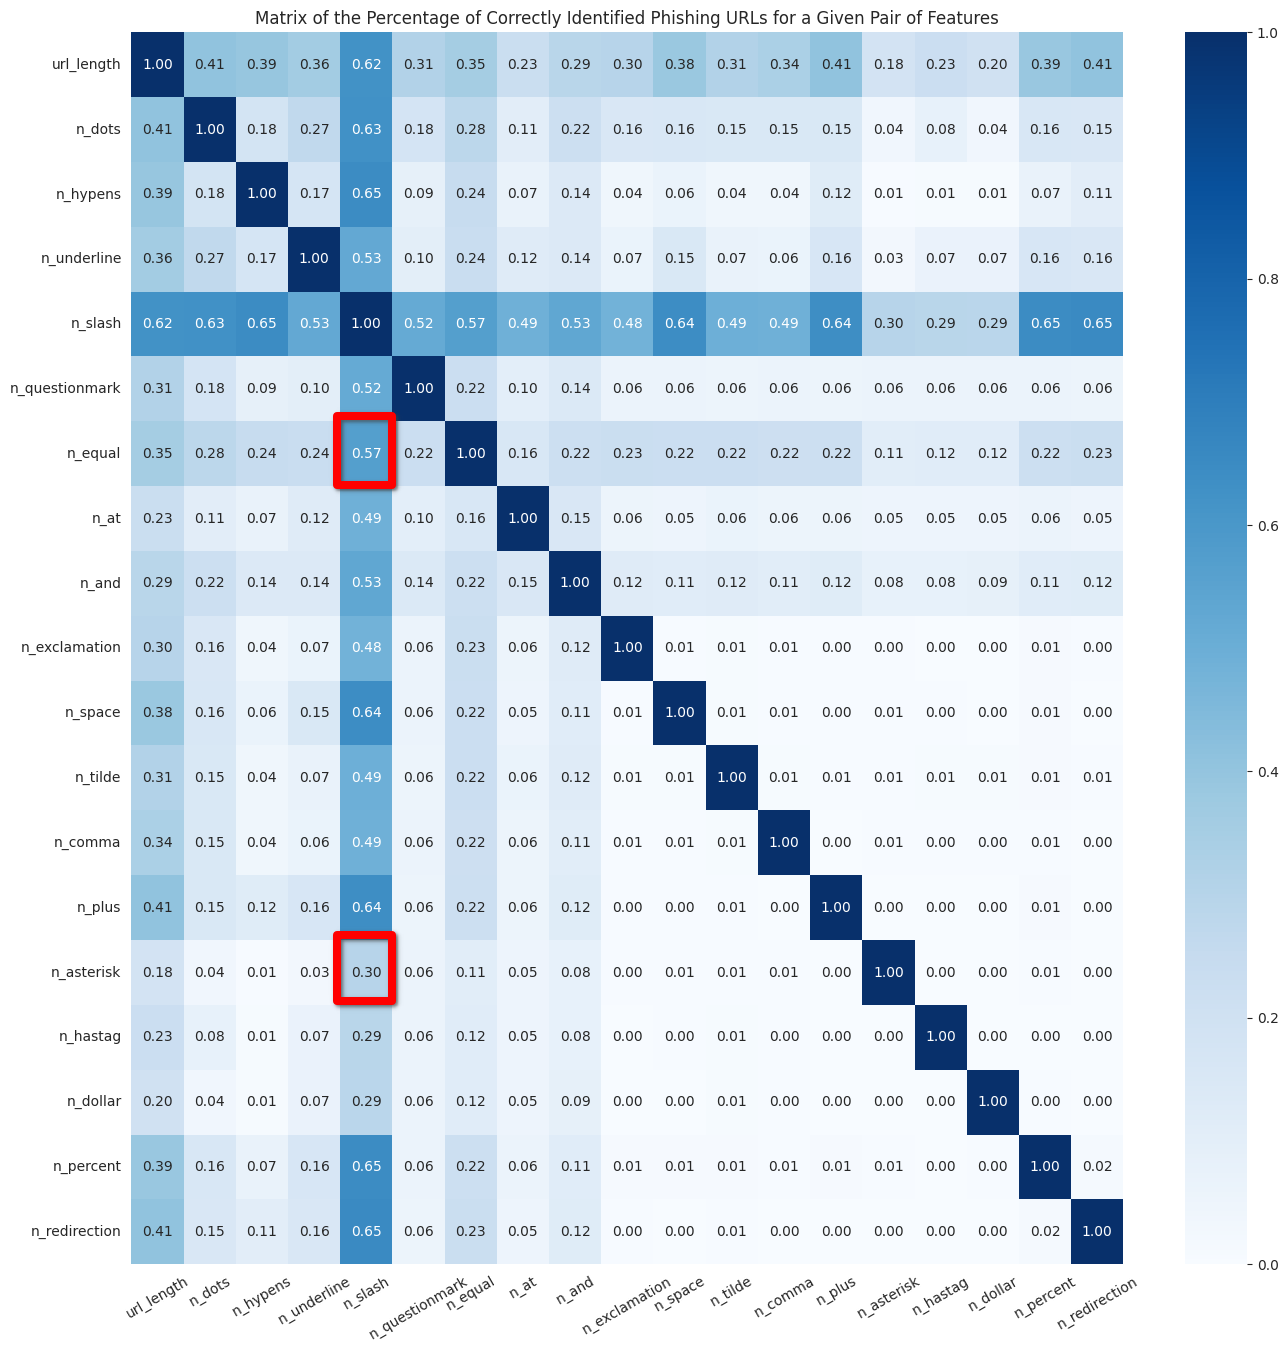 Matrix of the Percentage of Correctly Identified Phishing URLs for a Given Pair of Features
url_length 1.00 0.41 0.39 0.36 0.62 0.31 0.35 0.23 0.29 0.30 0.38 0.31 0.34 0.41 0.18 0.23 0.20 0.39 0.41
n_dots 0.41 1.00 0.18 0.27 0.63 0.18 0.28 0.11 0.22 0.16 0.16 0.15 0.15 0.15 0.04 0.08 0.04 0.16 0.15
n_hypens 0.39 0.18 1.00 0.17 0.65 0.09 0.24 0.07 0.14 0.04 0.06 0.04 0.04 0.12 0.01 0.01 0.01 0.07 0.11
n_underline 0.36 0.27 0.17 1.00 0.53 0.10 0.24 0.12 0.14 0.07 0.15 0.07 0.06 0.16 0.03 0.07 0.07 0.16 0.16
n_slash 0.62 0.63 0.65 0.53 1.00 0.52 0.57 0.49 0.53 0.48 0.64 0.49 0.49 0.64 0.30 0.29 0.29 0.65 0.65
n_questionmark 0.31 0.18 0.09 0.10 0.52 1.00 0.22 0.10 0.14 0.06 0.06 0.06 0.06 0.06 0.06 0.06 0.06 0.06 0.06
n_equal 0.35 0.28 0.24 0.24 0.57 0.22 1.00 0.16 0.22 0.23 0.22 0.22 0.22 0.22 0.11 0.12 0.12 0.22 0.23
n_at 0.23 0.11 0.07 0.12 0.49 0.10 0.16 1.00 0.15 0.06 0.05 0.06 0.06 0.06 0.05 0.05 0.05 0.06 0.05
n_and 0.29 0.22 0.14 0.14 0.53 0.14 0.22 0.15 1.00 0.12 0.11 0.12 0.11 0.12 0.08 0.08 0.09 0.11 0.12
n_exclamation 0.30 0.16 0.04 0.07 0.48 0.06 0.23 0.06 0.12 1.00 0.01 0.01 0.01 0.00 0.00 0.00 0.00 0.01 0.00
n_space 0.38 0.16 0.06 0.15 0.64 0.06 0.22 0.05 0.11 0.01 1.00 0.01 0.01 0.00 0.01 0.00 0.00 0.01 0.00
n_tilde 0.31 0.15 0.04 0.07 0.49 0.06 0.22 0.06 0.12 0.01 0.01 1.00 0.01 0.01 0.01 0.01 0.01 0.01 0.01
n_comma 0.34 0.15 0.04 0.06 0.49 0.06 0.22 0.06 0.11 0.01 0.01 0.01 1.00 0.00 0.01 0.00 0.00 0.01 0.00
n_plus 0.41 0.15 0.12 0.16 0.64 0.06 0.22 0.06 0.12 0.00 0.00 0.01 0.00 1.00 0.00 0.00 0.00 0.01 0.00
n_asterisk 0.18 0.04 0.01 0.03 0.30 0.06 0.11 0.05 0.08 0.00 0.01 0.01 0.01 0.00 1.00 0.00 0.00 0.01 0.00
n_hastag 0.23 0.08 0.01 0.07 0.29 0.06 0.12 0.05 0.08 0.00 0.00 0.01 0.00 0.00 0.00 1.00 0.00 0.00 0.00
n_dollar 0.20 0.04 0.01 0.07 0.29 0.06 0.12 0.05 0.09 0.00 0.00 0.01 0.00 0.00 0.00 0.00 1.00 0.00 0.00
n_percent 0.39 0.16 0.07 0.16 0.65 0.06 0.22 0.06 0.11 0.01 0.01 0.01 0.01 0.01 0.01 0.00 0.00 1.00 0.02
n_redirection 0.41 0.15 0.11 0.16 0.65 0.06 0.23 0.05 0.12 0.00 0.00 0.01 0.00 0.00 0.00 0.00 0.00 0.02 1.00
url_length n_dots n_hypens n_underline n_slash n_questionmark n_equal n_at n_and n_exclamation n_space n_tilde n_comma n_plus n_asterisk n_hastag n_dollar n_percent n_redirection
1.0
0.8
0.6
0.4
0.2
0.0